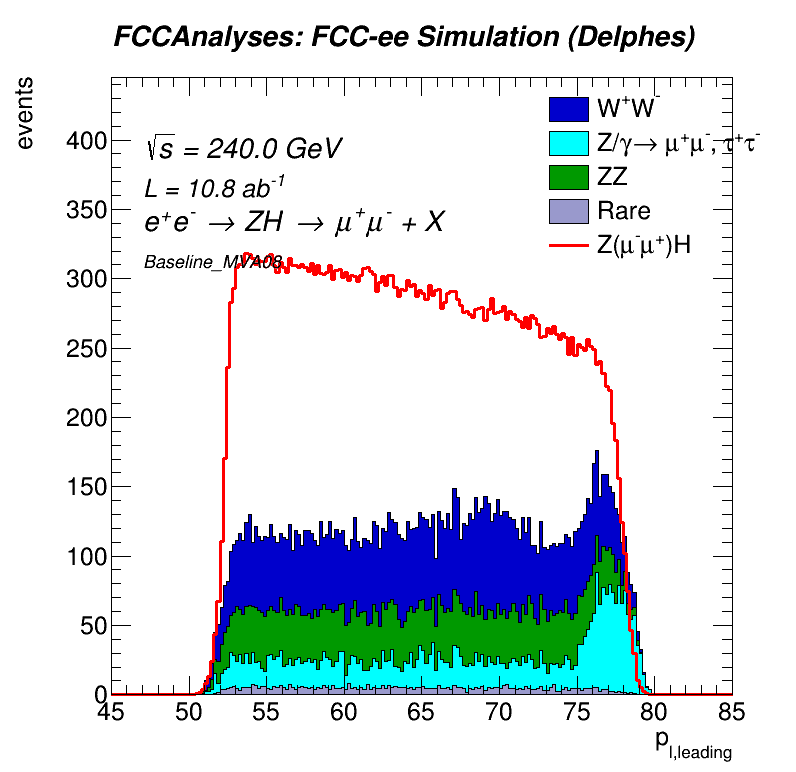 FCCAnalyses: FCC-ee Simulation (Delphes)
events
√s = 240.0 GeV
L = 10.8 ab⁻¹
e⁺e⁻ → ZH → μ⁺μ⁻ + X
Baseline_MVA08
W⁺W⁻
Z/γ→ μ⁺μ⁻, τ⁺τ⁻
ZZ
Rare
Z(μ⁻μ⁺)H
400
350
300
250
200
150
100
50
0
45 50 55 60 65 70 75 80 85
p_l,leading